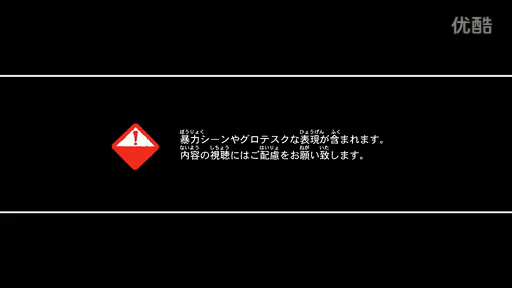 优酷
暴力シーンやグロテスクな表現が含まれます。
内容の視聴にはご配慮をお願い致します。